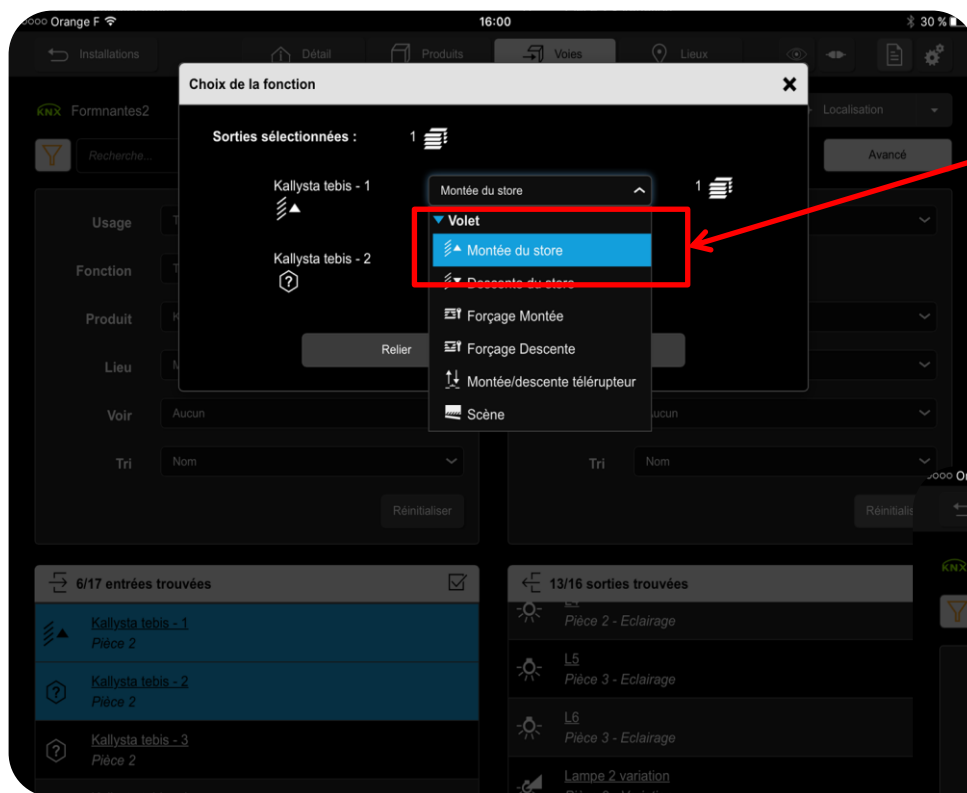 oooo Orange F 16:00 30 %
Installations Détail Produits Voies Lieux
Choix de la fonction
KNX Formnantes2 Localisation
Sorties sélectionnées : 1
Recherche... Avancé
Kallysta tebis - 1 Montée du store 1
Usage Volet
Montée du store
Fonction Kallysta tebis - 2
Descente du store
Produit Forçage Montée
Relier Forçage Descente
Lieu Montée/descente télérupteur
Voir Aucun Scène Aucun
Tri Nom Tri Nom
Réinitialiser
6/17 entrées trouvées 13/16 sorties trouvées
Kallysta tebis - 1
Pièce 2 Pièce 2 - Eclairage
Kallysta tebis - 2 L5
Pièce 2 Pièce 3 - Eclairage
Kallysta tebis - 3 L6
Pièce 2 Pièce 3 - Eclairage
Lampe 2 variation
KNX